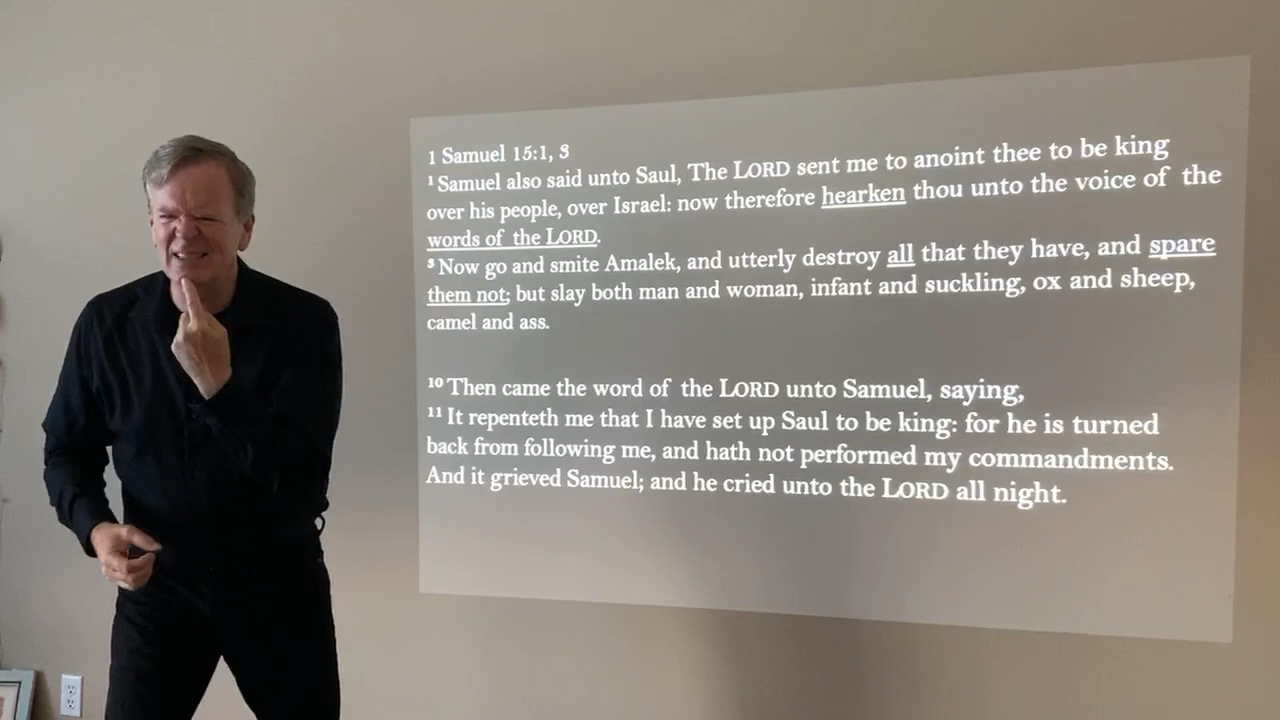 1 Samuel 15:1, 3
¹ Samuel also said unto Saul, The LORD sent me to anoint thee to be king
over his people, over Israel: now therefore hearken thou unto the voice of the
words of the LORD.
³ Now go and smite Amalek, and utterly destroy all that they have, and spare
them not; but slay both man and woman, infant and suckling, ox and sheep,
camel and ass.
¹⁰ Then came the word of the LORD unto Samuel, saying,
¹¹ It repenteth me that I have set up Saul to be king: for he is turned
back from following me, and hath not performed my commandments.
And it grieved Samuel; and he cried unto the LORD all night.